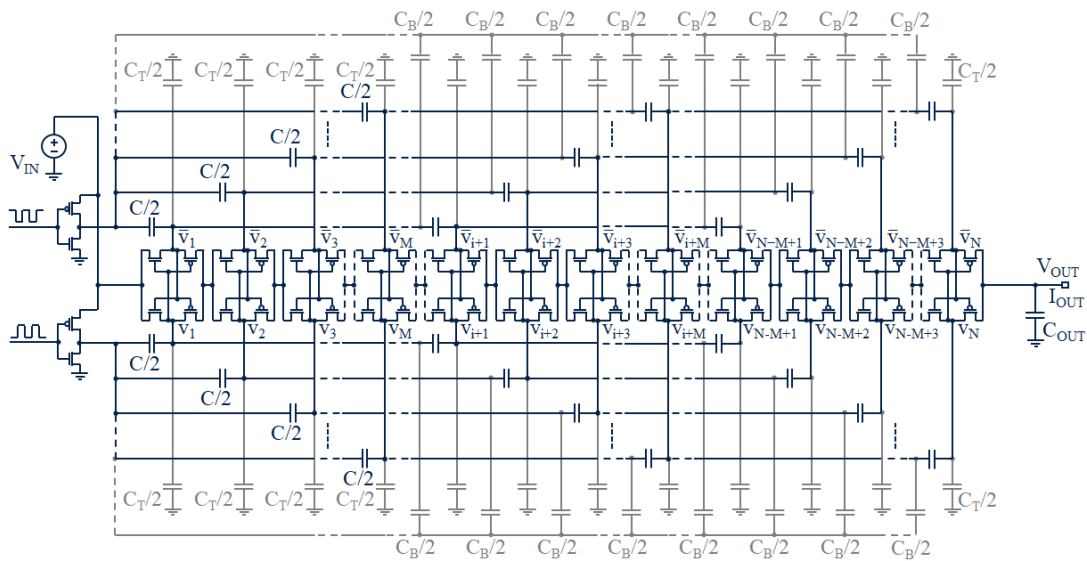 C_B/2 C_B/2 C_B/2 C_B/2 C_B/2 C_B/2 C_B/2 C_B/2
C_T/2 C_T/2 C_T/2 C_T/2 C_T/2
C/2
C/2
V_IN
C/2
C/2
v̅_1 v̅_2 v̅_3 v̅_M v̅_i+1 v̅_i+2 v̅_i+3 v̅_i+M v̅_N−M+1 v̅_N−M+2 v̅_N−M+3 v̅_N
V_OUT
I_OUT
C_OUT
v_1 v_2 v_3 v_M v_i+1 v_i+2 v_i+3 v_i+M v_N-M+1 v_N-M+2 v_N-M+3 v_N
C/2
C/2
C/2
C/2
C_T/2 C_T/2 C_T/2 C_T/2 C_T/2
C_B/2 C_B/2 C_B/2 C_B/2 C_B/2 C_B/2 C_B/2 C_B/2